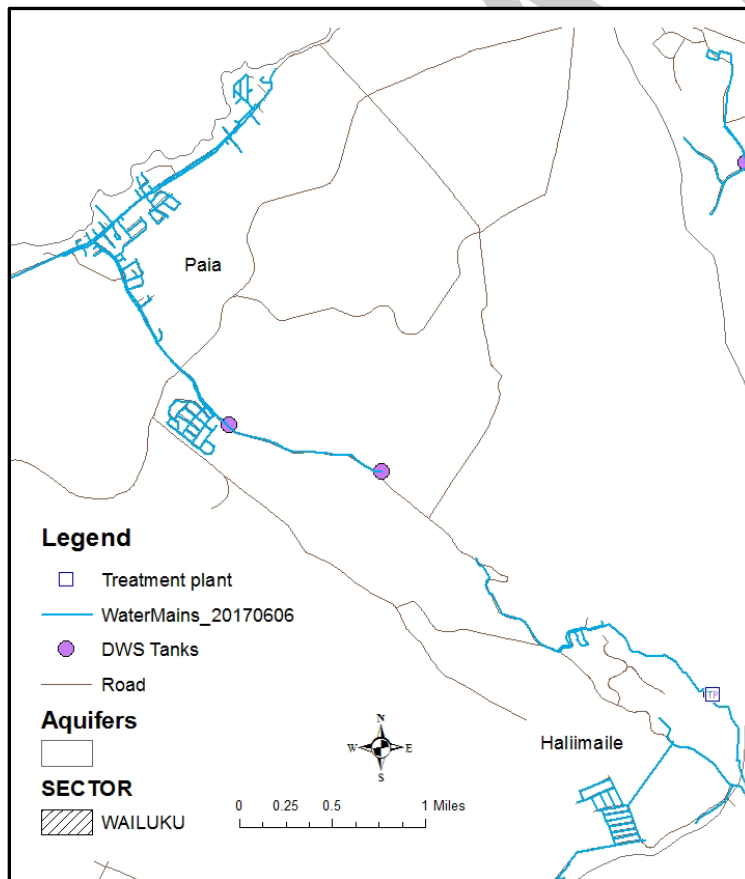 Paia
Legend
Treatment plant
WaterMains_20170606
DWS Tanks
Road
Aquifers
SECTOR
WAILUKU
N
W E
S
0 0.25 0.5 1 Miles
TP
Haliimaile